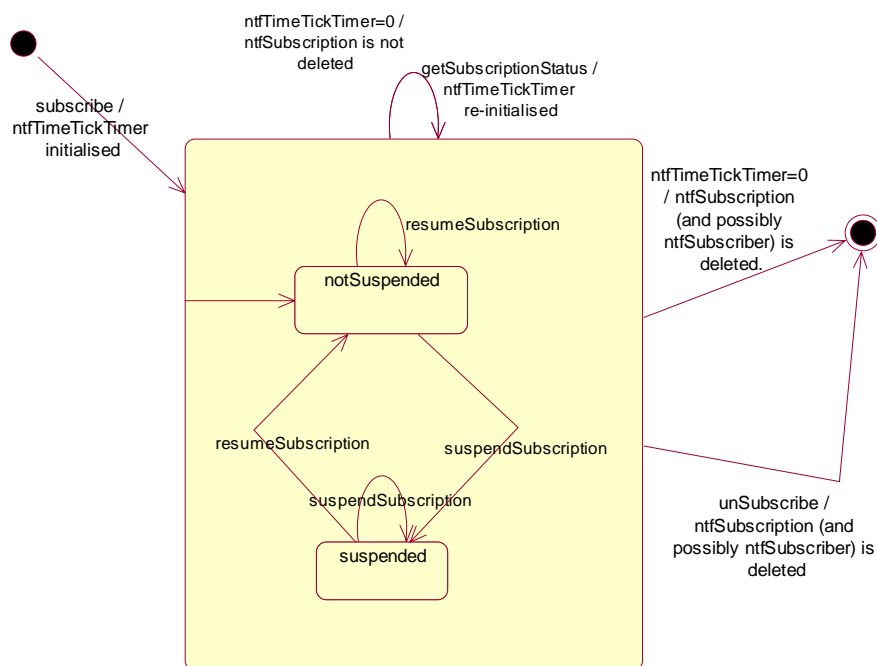 ntfTimeTickTimer=0 /
ntfSubscription is not
deleted
getSubscriptionStatus /
ntfTimeTickTimer
re-initialised
subscribe /
ntfTimeTickTimer
initialised
ntfTimeTickTimer=0
/ ntfSubscription
(and possibly
ntfSubscriber) is
deleted.
resumeSubscription
notSuspended
resumeSubscription
suspendSubscription
suspendSubscription
suspended
unSubscribe /
ntfSubscription (and
possibly ntfSubscriber) is
deleted